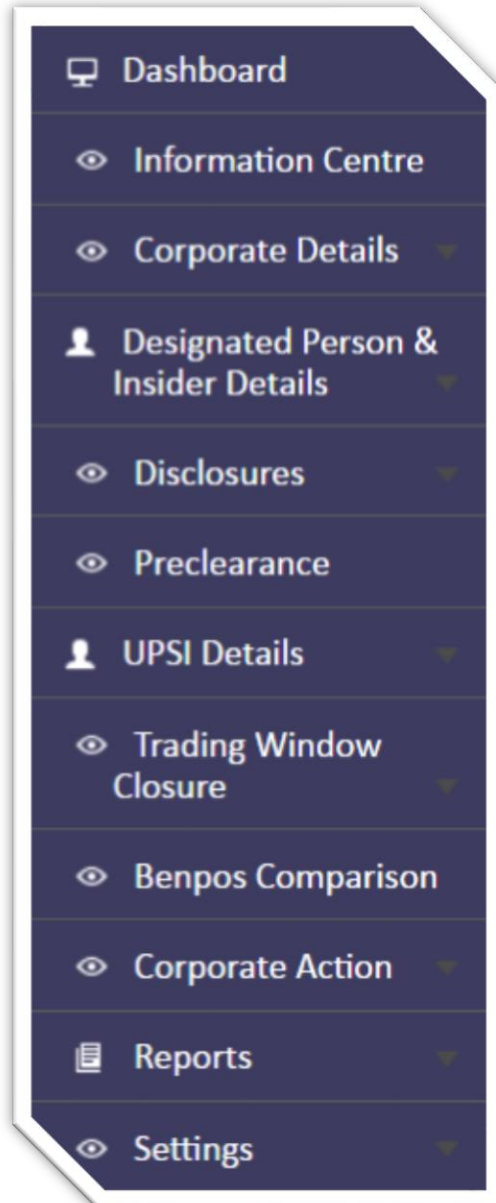 Dashboard
Information Centre
Corporate Details
Designated Person &
Insider Details
Disclosures
Preclearance
UPSI Details
Trading Window
Closure
Benpos Comparison
Corporate Action
Reports
Settings